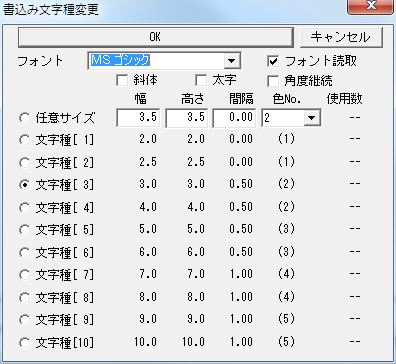 書込み文字種変更
OK キャンセル
フォント MS ゴシック フォント読取
斜体 太字 角度継続
幅 高さ 間隔 色No. 使用数
任意サイズ 3.5 3.5 0.00 2 --
文字種[ 1] 2.0 2.0 0.00 (1) --
文字種[ 2] 2.5 2.5 0.00 (1) --
文字種[ 3] 3.0 3.0 0.50 (2) --
文字種[ 4] 4.0 4.0 0.50 (2) --
文字種[ 5] 5.0 5.0 0.50 (3) --
文字種[ 6] 6.0 6.0 0.50 (3) --
文字種[ 7] 7.0 7.0 1.00 (4) --
文字種[ 8] 8.0 8.0 1.00 (4) --
文字種[ 9] 9.0 9.0 1.00 (5) --
文字種[10] 10.0 10.0 1.00 (5) --